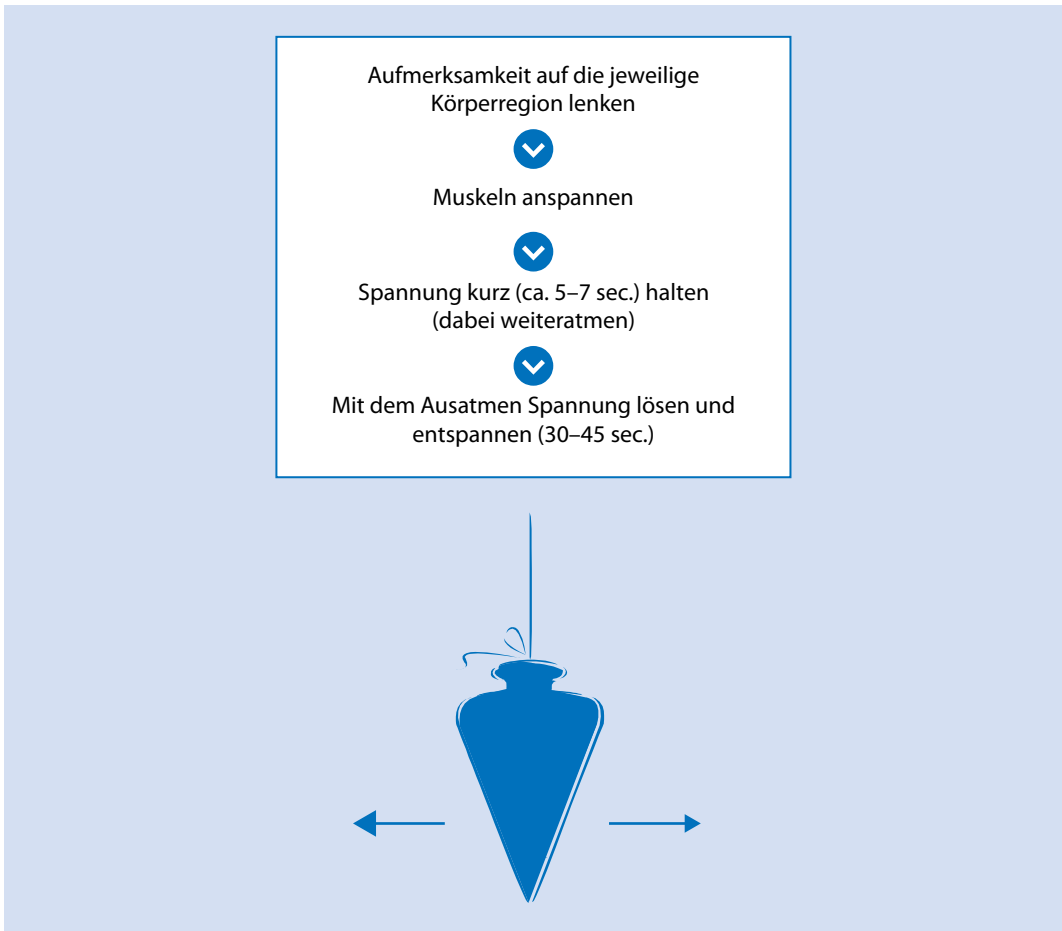 Aufmerksamkeit auf die jeweilige
Körperregion lenken
Muskeln anspannen
Spannung kurz (ca. 5–7 sec.) halten
(dabei weiteratmen)
Mit dem Ausatmen Spannung lösen und
entspannen (30–45 sec.)